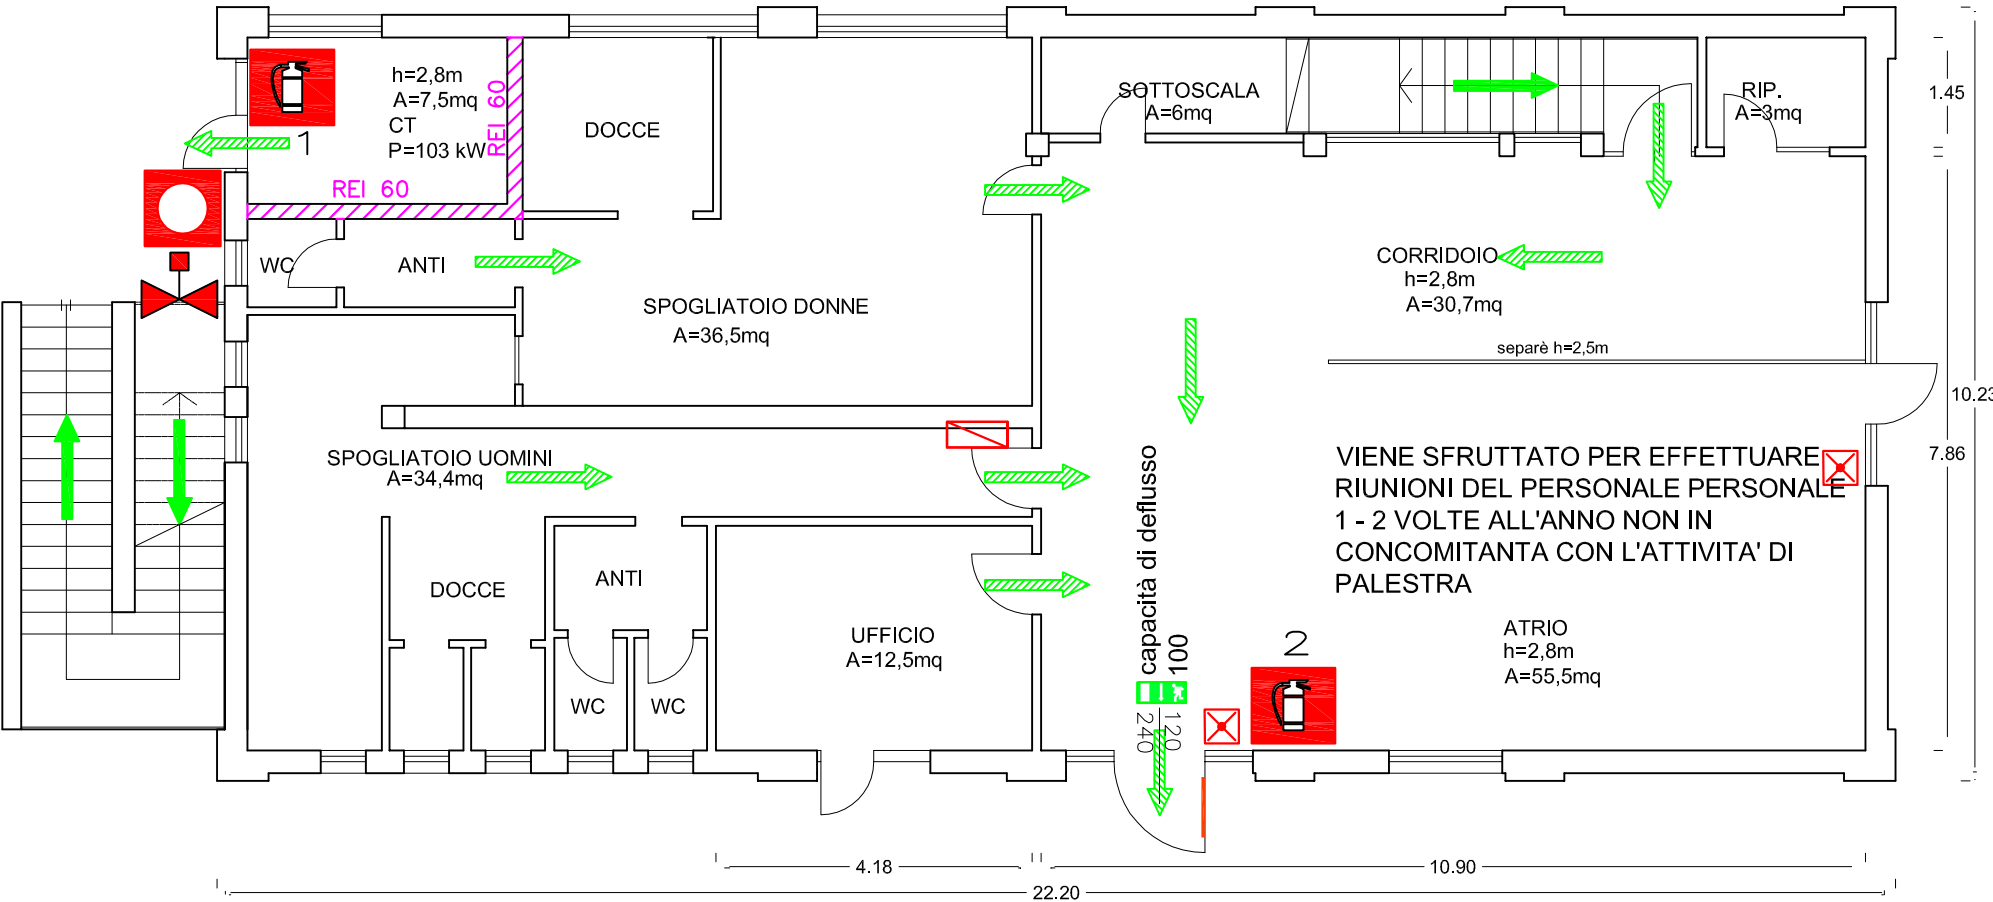 h=2,8m
A=7,5mq
CT
P=103 kW
REI 60
REI 60
1
DOCCE
SOTTOSCALA
A=6mq
RIP.
A=3mq
1.45
WC
ANTI
SPOGLIATOIO DONNE
A=36,5mq
CORRIDOIO
h=2,8m
A=30,7mq
separè h=2,5m
10.23
7.86
SPOGLIATOIO UOMINI
A=34,4mq
VIENE SFRUTTATO PER EFFETTUARE
RIUNIONI DEL PERSONALE PERSONALE
1 - 2 VOLTE ALL'ANNO NON IN
CONCOMITANTA CON L'ATTIVITA' DI
PALESTRA
capacità di deflusso
100
120
240
DOCCE
ANTI
WC
WC
UFFICIO
A=12,5mq
2
ATRIO
h=2,8m
A=55,5mq
4.18
10.90
22.20